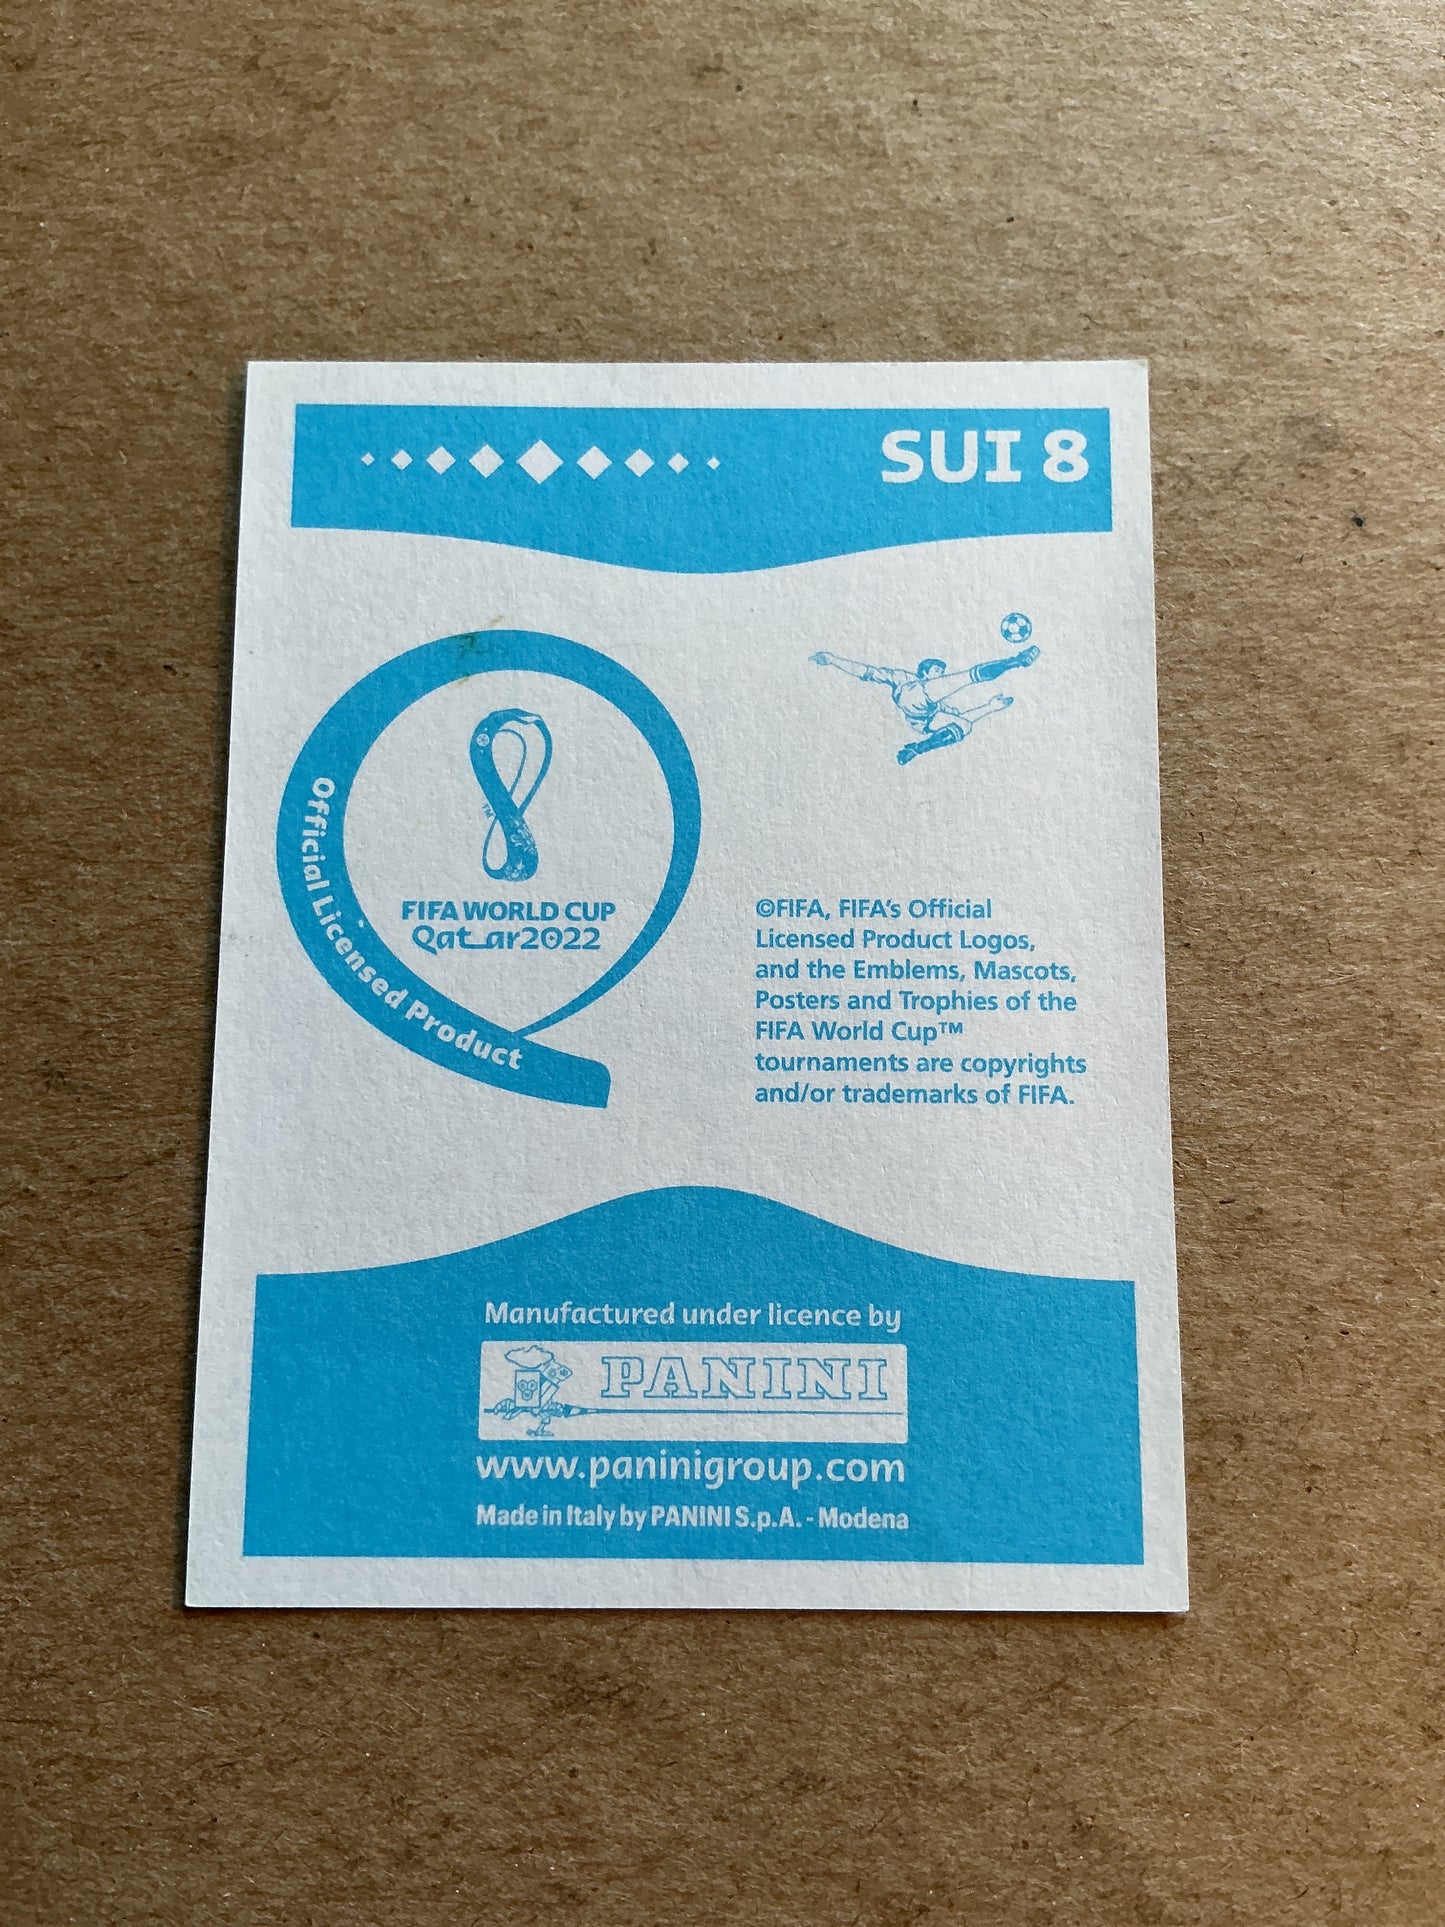 SUI 8
Official Licensed Product
™
FIFA WORLD CUP
Qatar2022
©FIFA, FIFA's Official
Licensed Product Logos,
and the Emblems, Mascots,
Posters and Trophies of the
FIFA World Cup™
tournaments are copyrights
and/or trademarks of FIFA.
Manufactured under licence by
PANINI
www.paninigroup.com
Made in Italy by PANINI S.p.A. - Modena